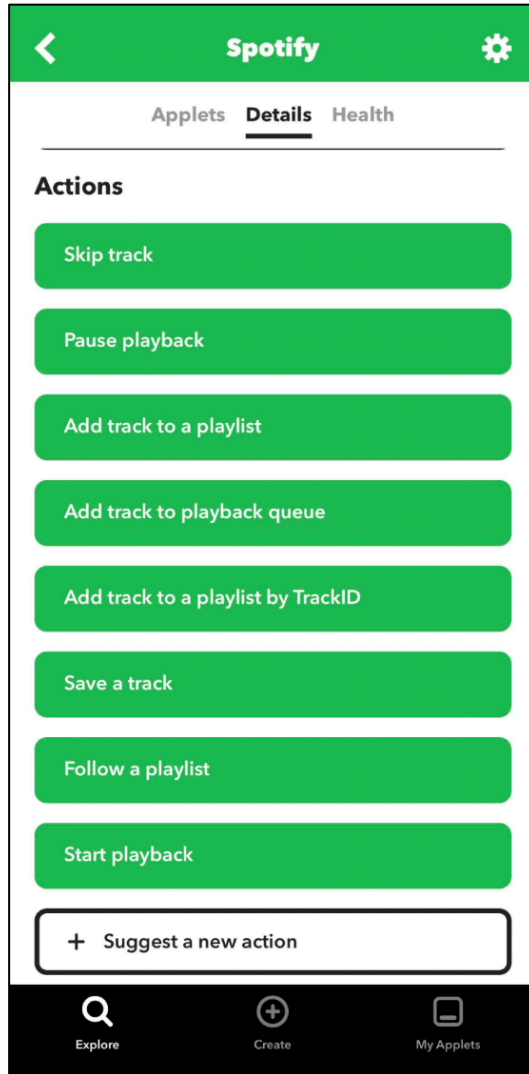 Spotify
Applets Details Health
Actions
Skip track
Pause playback
Add track to a playlist
Add track to playback queue
Add track to a playlist by TrackID
Save a track
Follow a playlist
Start playback
+ Suggest a new action
Explore Create My Applets